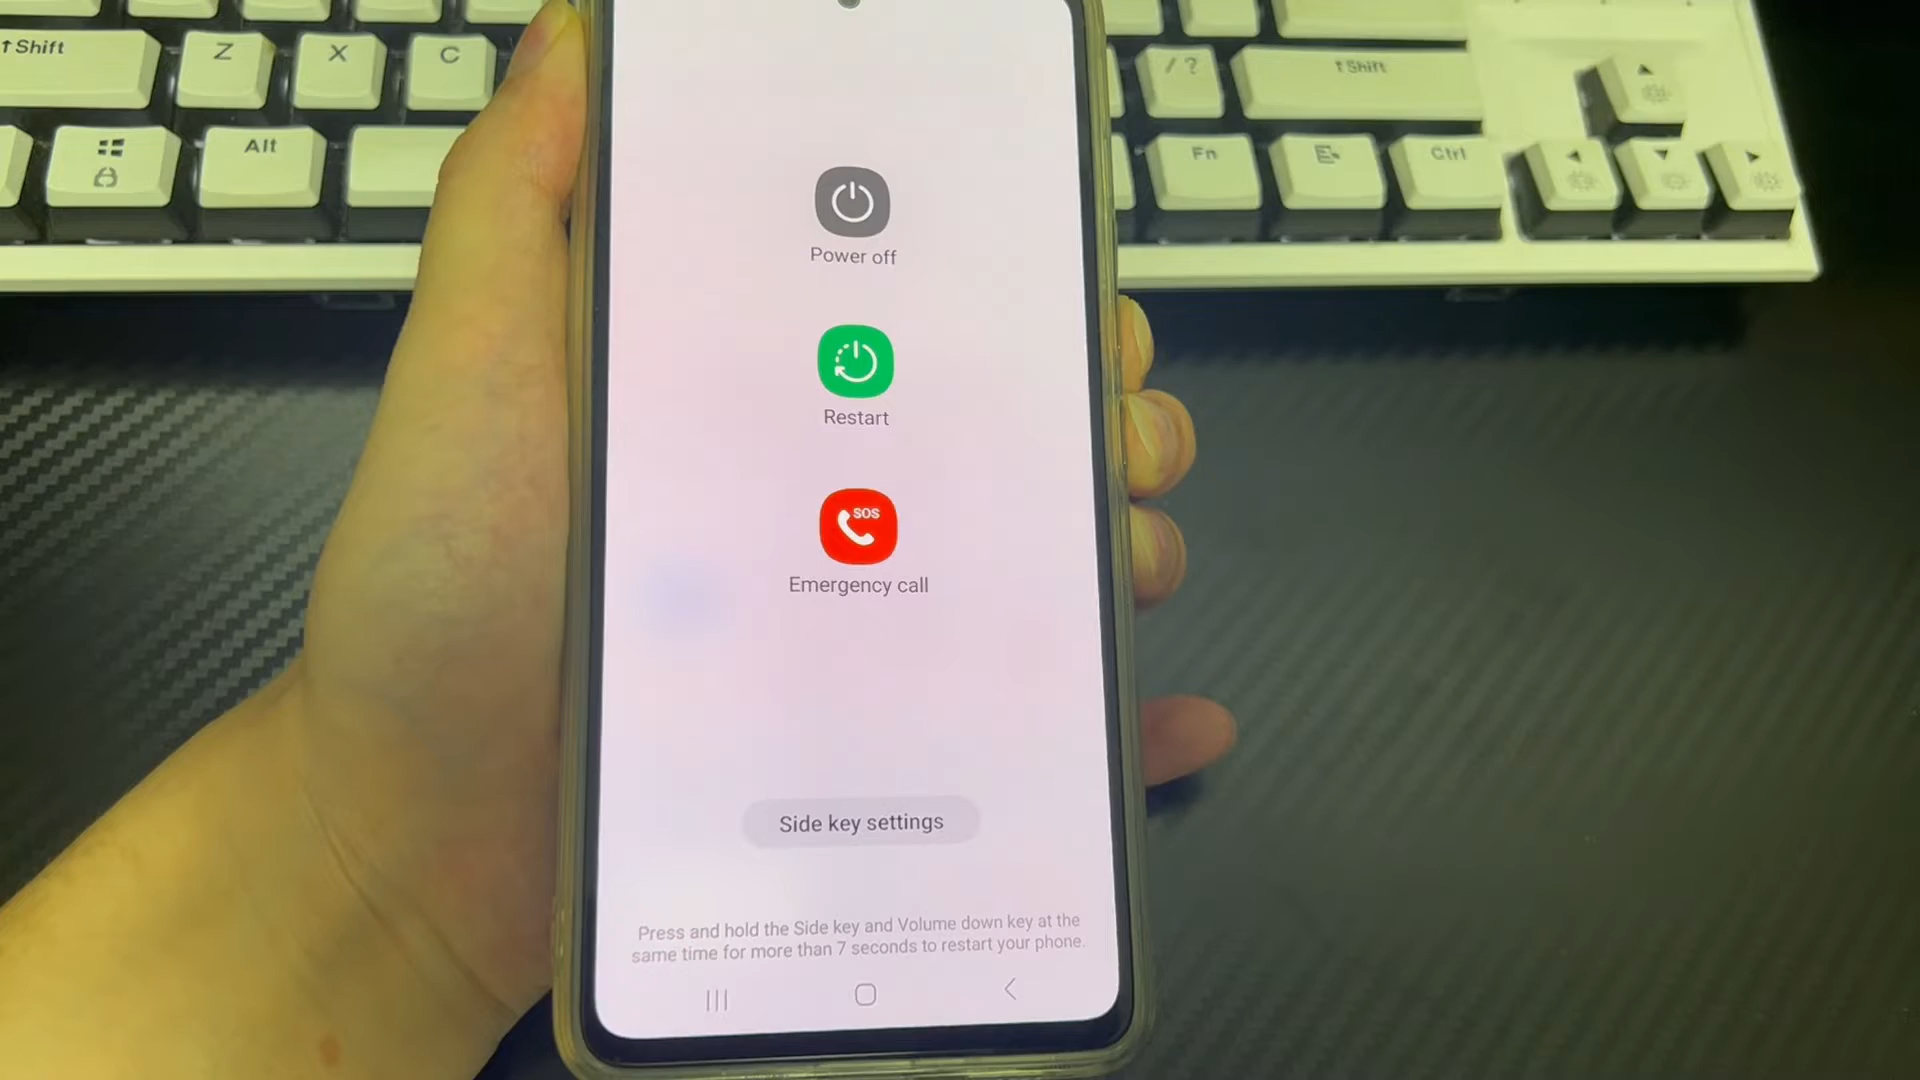 ↑Shift
Z
X
C
/ ?
↑Shift
Alt
Fn
Ctrl
Power off
Restart
SOS
Emergency call
Side key settings
Press and hold the Side key and Volume down key at the
same time for more than 7 seconds to restart your phone.